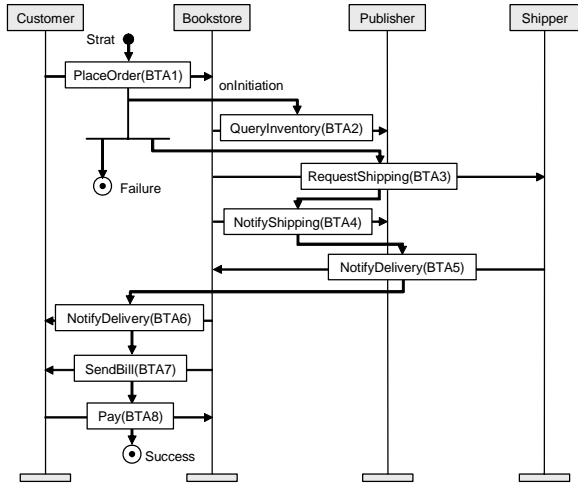 Customer
Bookstore
Publisher
Shipper
Strat
PlaceOrder(BTA1)
onInitiation
QueryInventory(BTA2)
RequestShipping(BTA3)
Failure
NotifyShipping(BTA4)
NotifyDelivery(BTA5)
NotifyDelivery(BTA6)
SendBill(BTA7)
Pay(BTA8)
Success